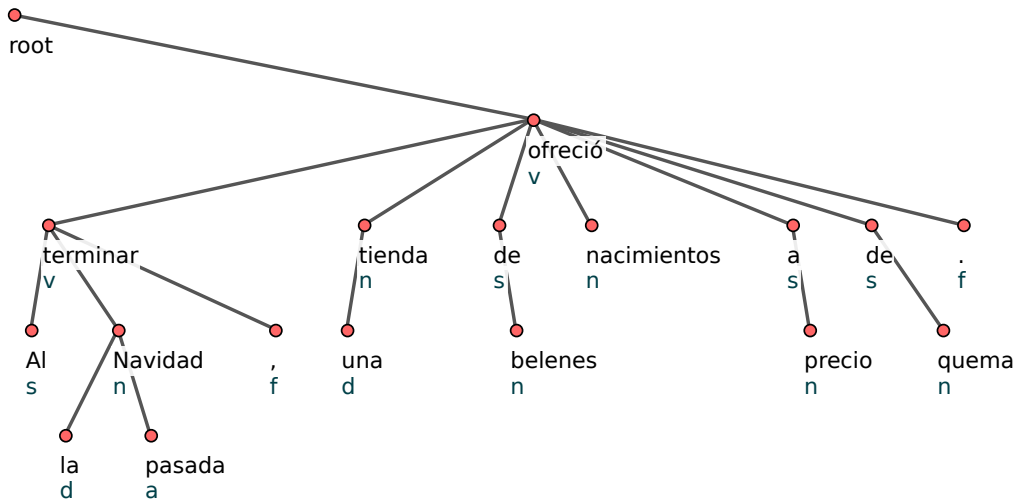 root
ofreció
v
terminar tienda de nacimientos a de .
v n s n s s f
Al Navidad , una belenes precio quema
s n f d n n n
la pasada
d a